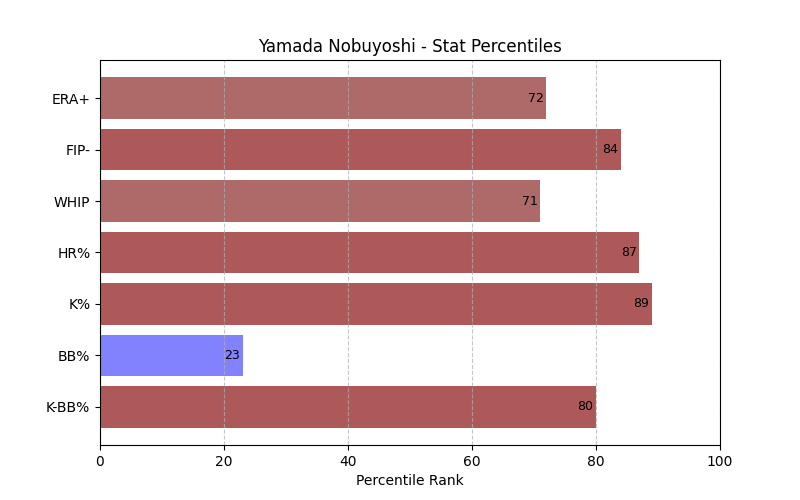 Yamada Nobuyoshi - Stat Percentiles
ERA+ 72
FIP- 84
WHIP 71
HR% 87
K% 89
BB% 23
K-BB% 80
0 20 40 60 80 100
Percentile Rank